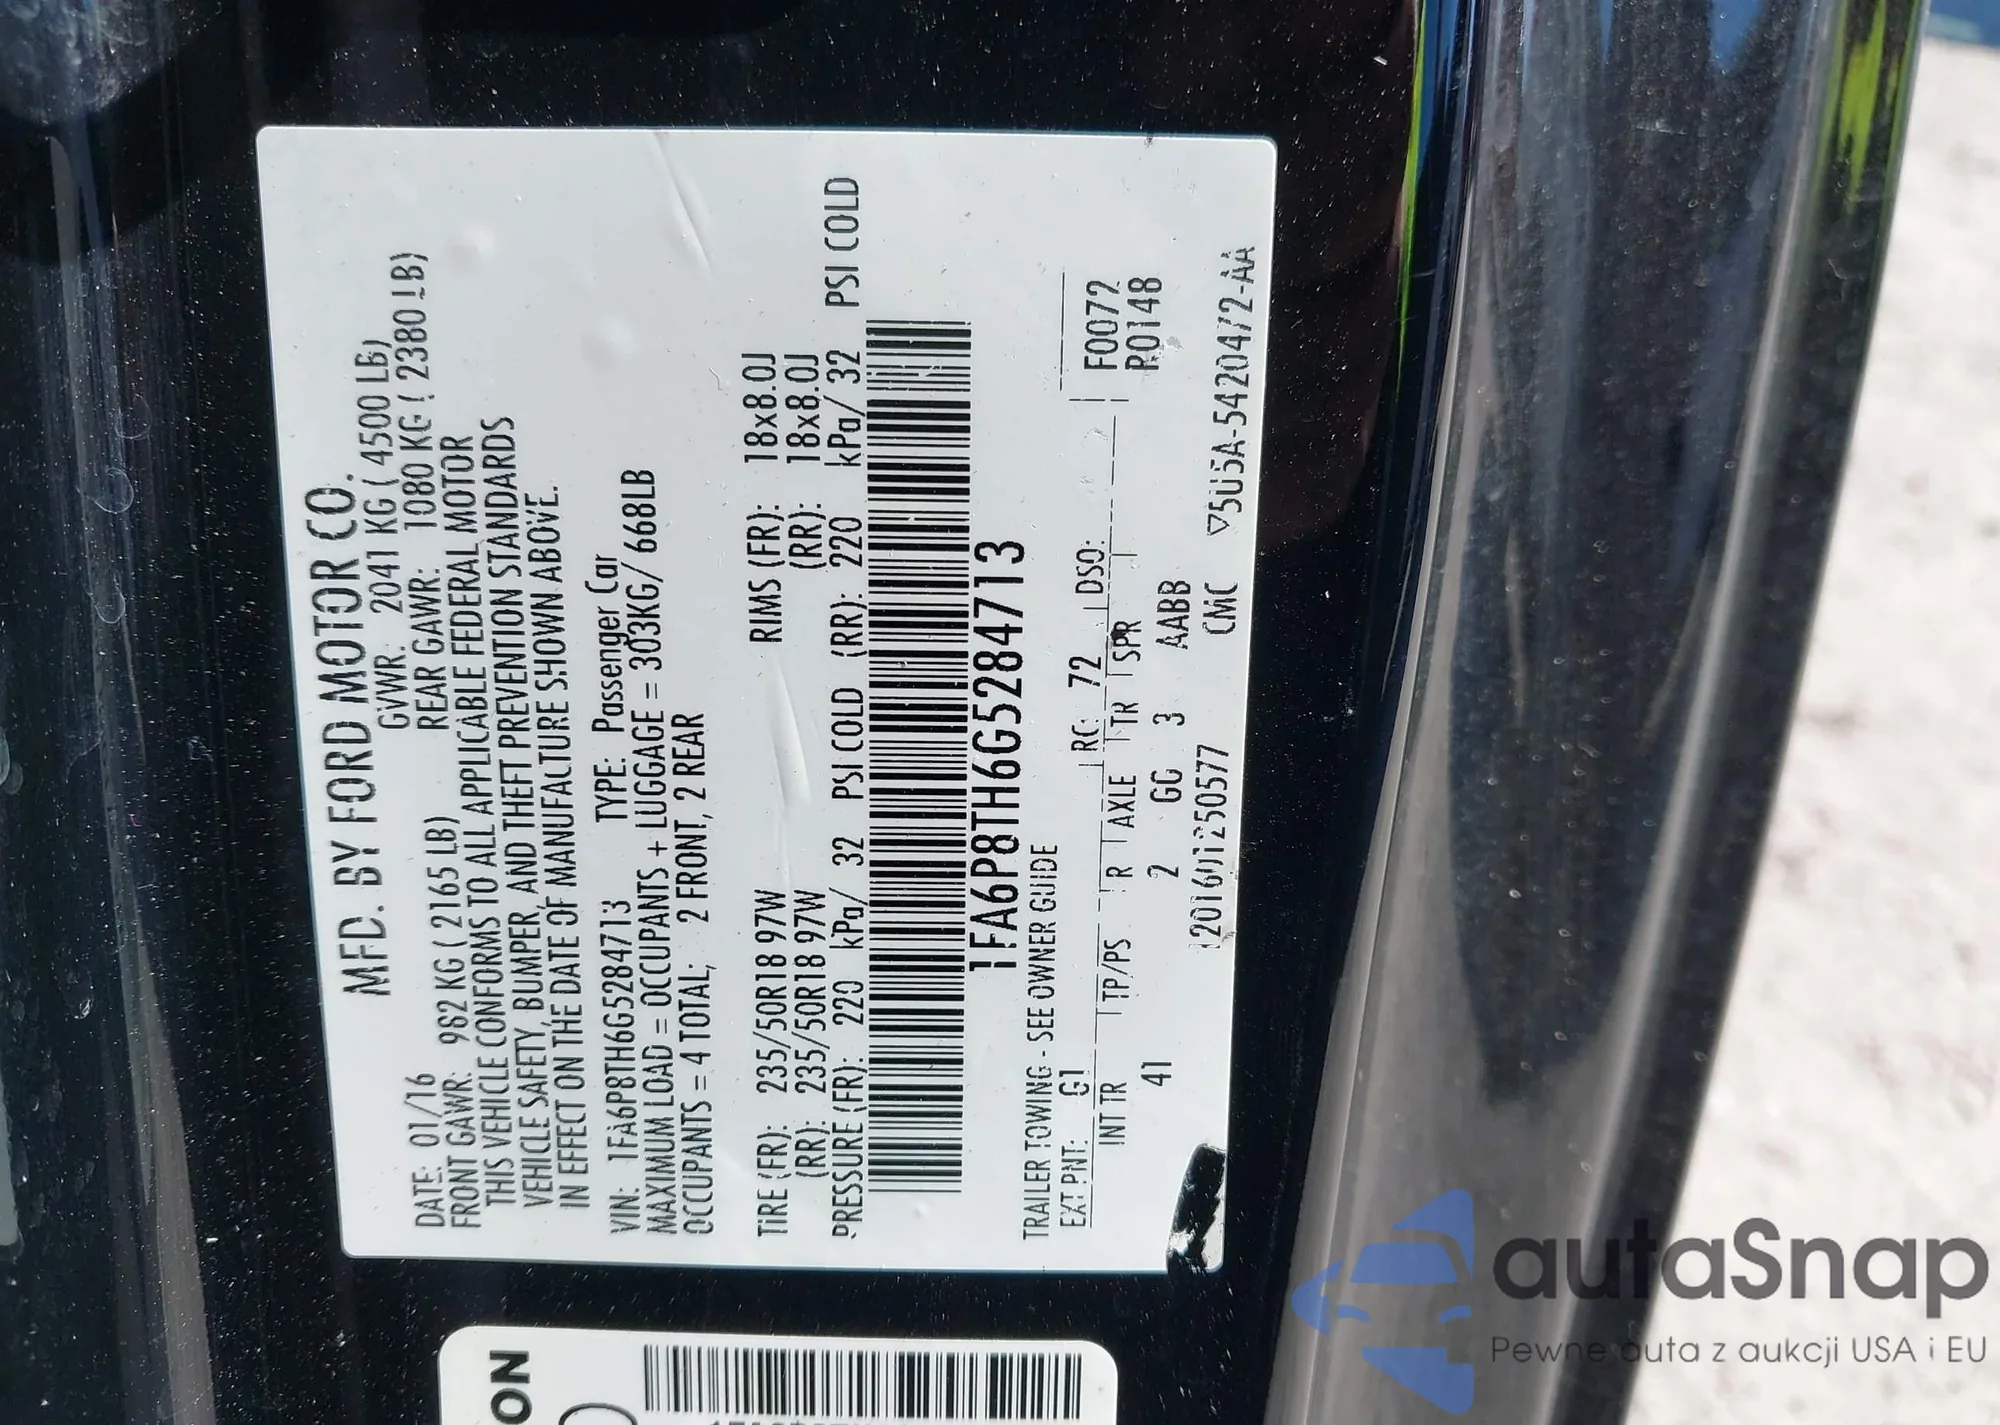 MFD. BY FORD MOTOR CO.
DATE: 01/16 GVWR: 2041 KG ( 4500 LB)
FRONT GAWR: 982 KG ( 2165 LB) REAR GAWR: 1080 KG ( 2380 LB)
THIS VEHICLE CONFORMS TO ALL APPLICABLE FEDERAL MOTOR
VEHICLE SAFETY, BUMPER, AND THEFT PREVENTION STANDARDS
IN EFFECT ON THE DATE OF MANUFACTURE SHOWN ABOVE.
VIN: 1FA6P8TH6G5284713 TYPE: Passenger Car
MAXIMUM LOAD = OCCUPANTS + LUGGAGE = 303KG/ 668LB
OCCUPANTS = 4 TOTAL; 2 FRONT, 2 REAR
TIRE (FR): 235/50R18 97W RIMS (FR): 18x8.0J
(RR): 235/50R18 97W (RR): 18x8.0J
PRESSURE (FR): 220 kPa/ 32 PSI COLD (RR): 220 kPa/ 32 PSI COLD
1FA6P8TH6G5284713
TRAILER TOWING - SEE OWNER GUIDE
EXT PNT: G1 RC: 72 DSO: F0072
INT TR TP/PS R AXLE TR SPR R0148
41 2 GG 3 AABB
1201601250577 CMC ▽5U5A-5420472-AA
ON
autaSnap
Pewne auta z aukcji USA i EU